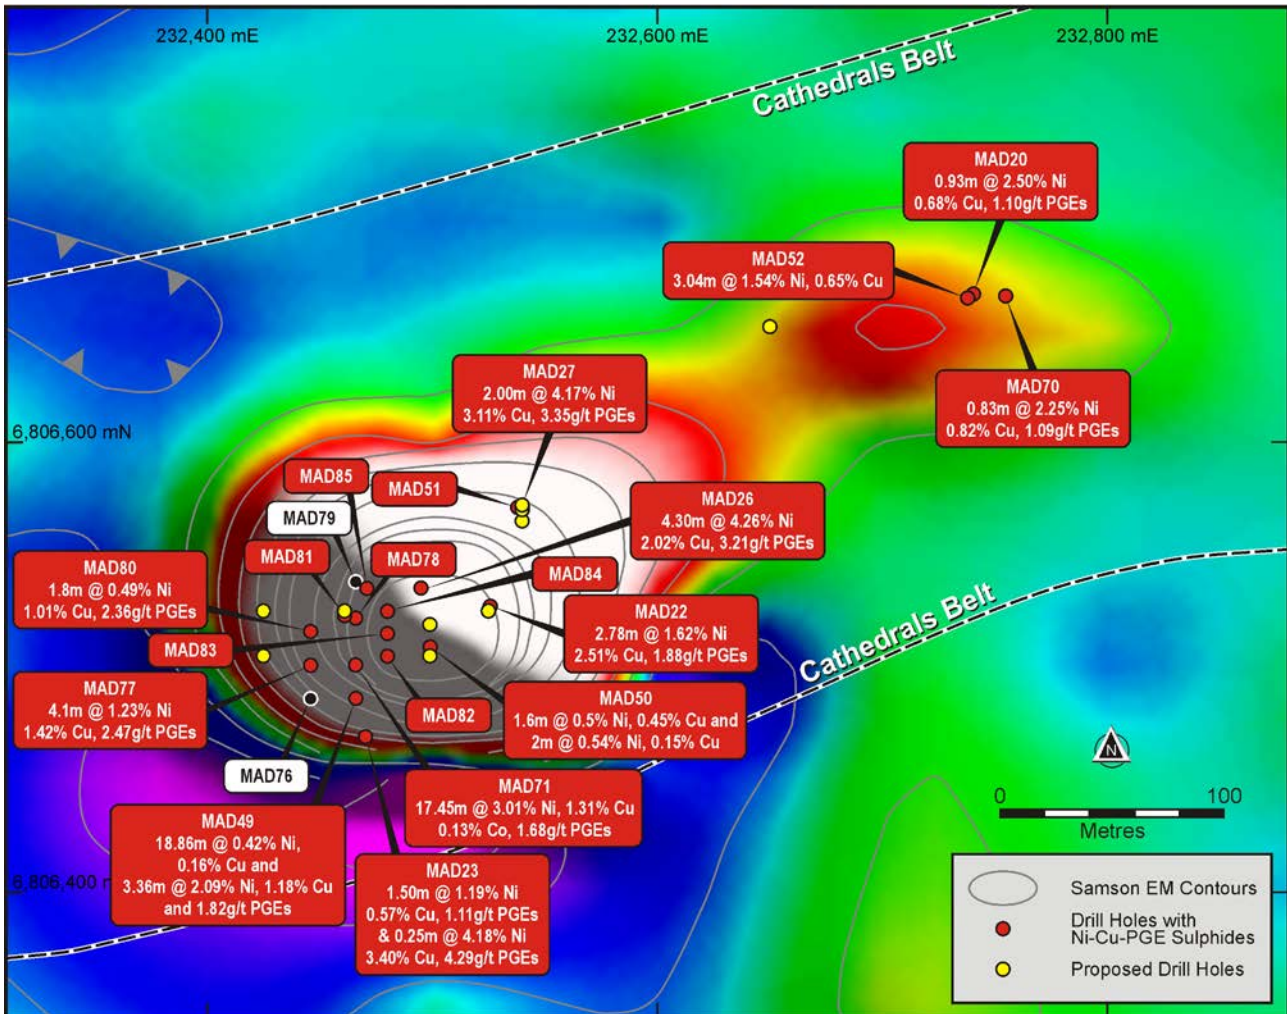 232,400 mE
232,600 mE
232,800 mE
Cathedrals Belt
MAD20
0.93m @ 2.50% Ni
0.68% Cu, 1.10g/t PGEs
MAD52
3.04m @ 1.54% Ni, 0.65% Cu
MAD27
2.00m @ 4.17% Ni
3.11% Cu, 3.35g/t PGEs
MAD70
0.83m @ 2.25% Ni
0.82% Cu, 1.09g/t PGEs
6,806,600 mN
MAD85
MAD51
MAD79
MAD26
4.30m @ 4.26% Ni
2.02% Cu, 3.21g/t PGEs
MAD81
MAD78
MAD84
MAD80
1.8m @ 0.49% Ni
1.01% Cu, 2.36g/t PGEs
MAD22
2.78m @ 1.62% Ni
2.51% Cu, 1.88g/t PGEs
Cathedrals Belt
MAD83
MAD77
4.1m @ 1.23% Ni
1.42% Cu, 2.47g/t PGEs
MAD82
MAD50
1.6m @ 0.5% Ni, 0.45% Cu and
2m @ 0.54% Ni, 0.15% Cu
MAD76
MAD71
17.45m @ 3.01% Ni, 1.31% Cu
0.13% Co, 1.68g/t PGEs
N
0
100
Metres
MAD49
18.86m @ 0.42% Ni,
0.16% Cu and
3.36m @ 2.09% Ni, 1.18% Cu
and 1.82g/t PGEs
MAD23
1.50m @ 1.19% Ni
0.57% Cu, 1.11g/t PGEs
& 0.25m @ 4.18% Ni
3.40% Cu, 4.29g/t PGEs
6,806,400 m
Samson EM Contours
Drill Holes with
Ni-Cu-PGE Sulphides
Proposed Drill Holes